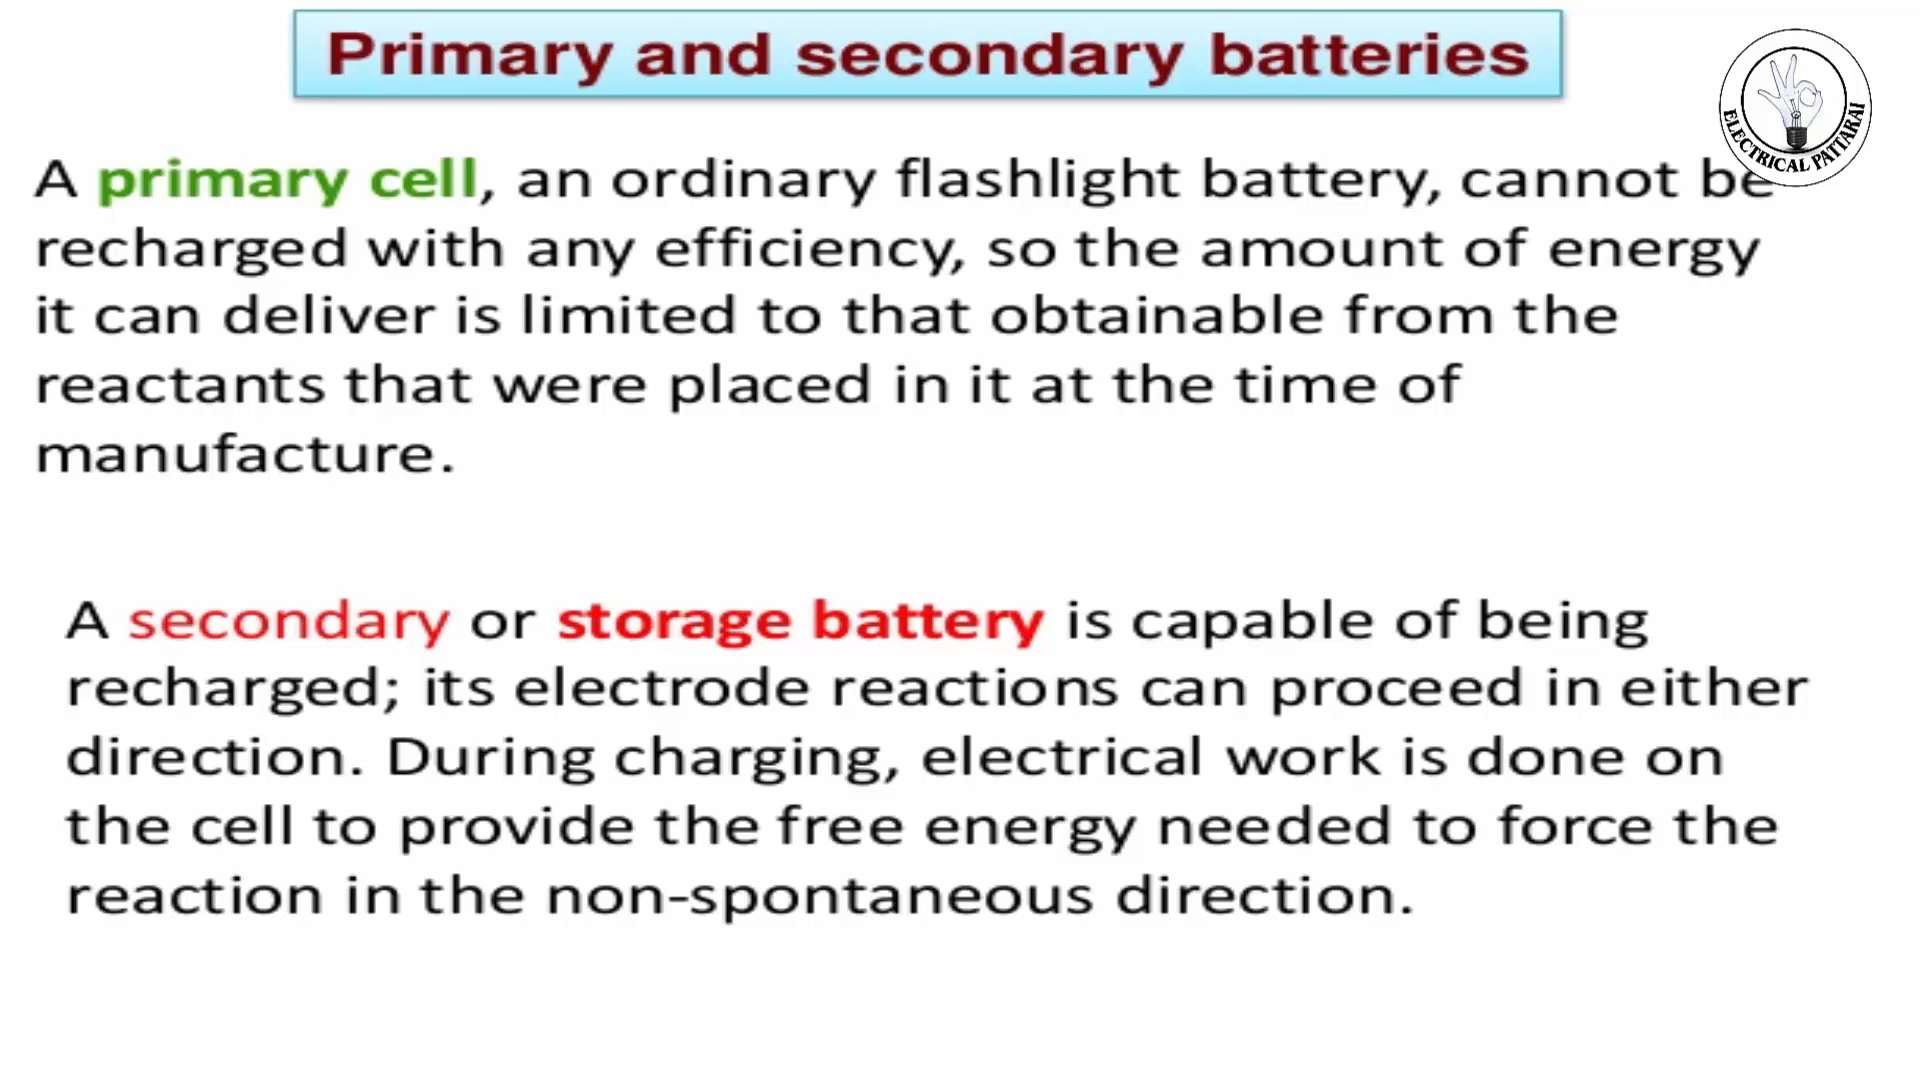 Primary and secondary batteries
ELECTRICAL PATTARAI
A primary cell, an ordinary flashlight battery, cannot be
recharged with any efficiency, so the amount of energy
it can deliver is limited to that obtainable from the
reactants that were placed in it at the time of
manufacture.
A secondary or storage battery is capable of being
recharged; its electrode reactions can proceed in either
direction. During charging, electrical work is done on
the cell to provide the free energy needed to force the
reaction in the non-spontaneous direction.